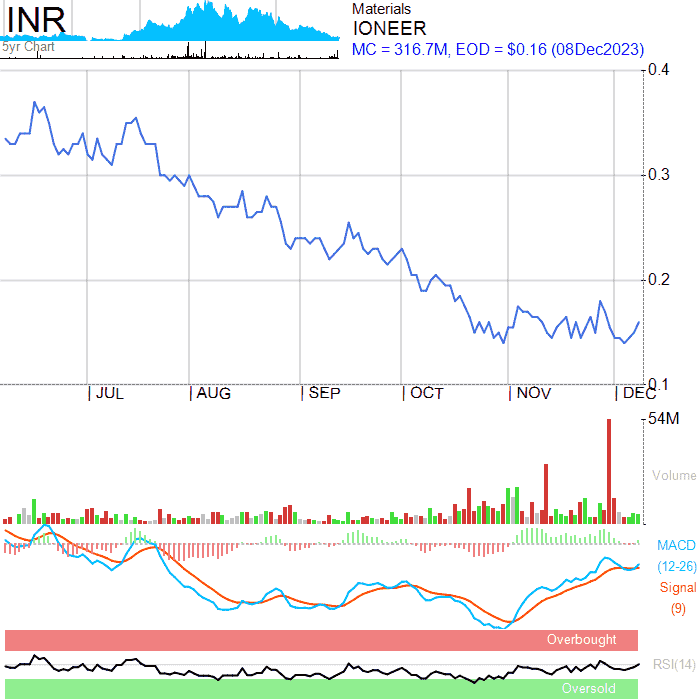 INR
5yr Chart
Materials
IONEER
MC = 316.7M, EOD = $0.16 (08Dec2023)
0.4
0.3
0.2
0.1
JUL
AUG
SEP
OCT
NOV
DEC
54M
Volume
MACD
(12-26)
Signal
(9)
Overbought
RSI(14)
Oversold